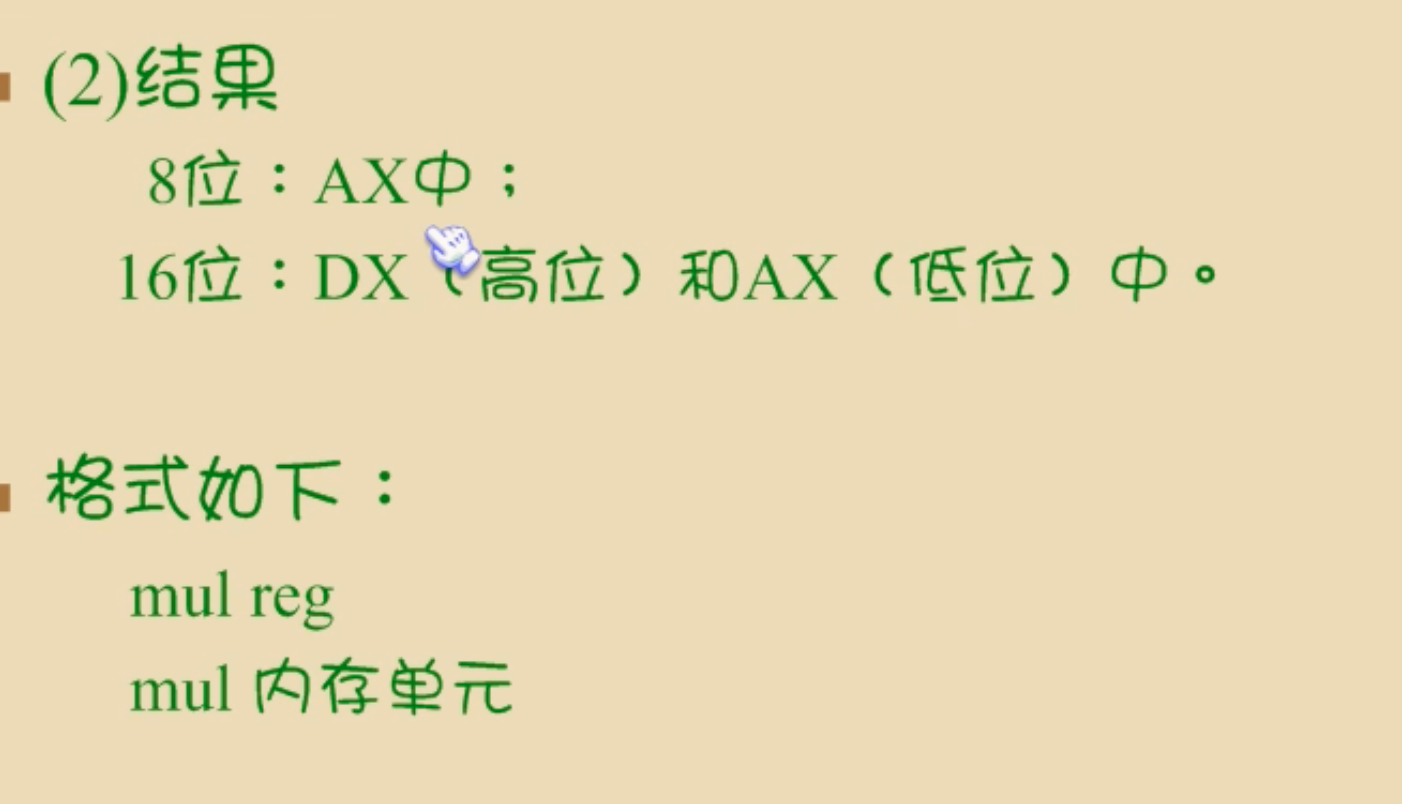 (2)结果
8位：AX中；
16位：DX（高位）和AX（低位）中。
格式如下：
mul reg
mul 内存单元